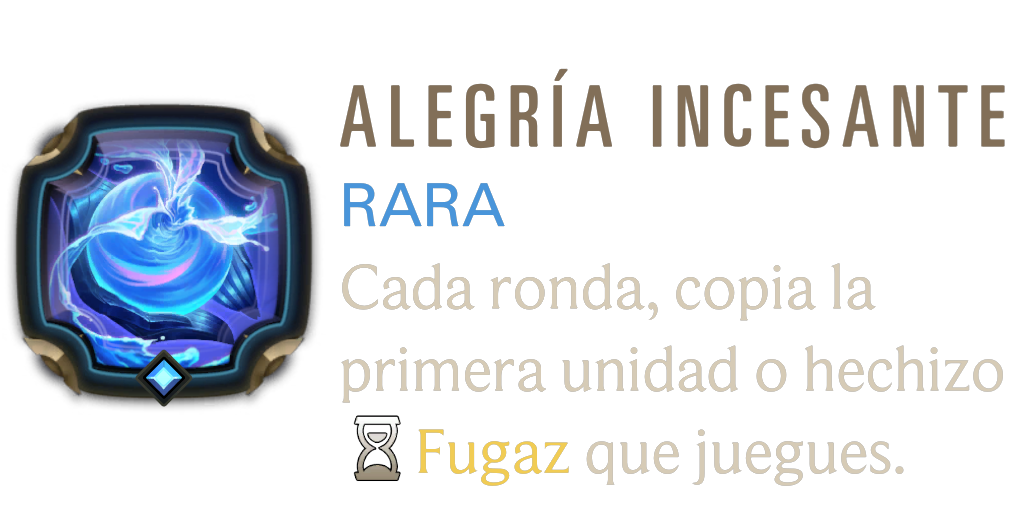 ALEGRÍA INCESANTE
RARA
Cada ronda, copia la
primera unidad o hechizo
Fugaz que juegues.